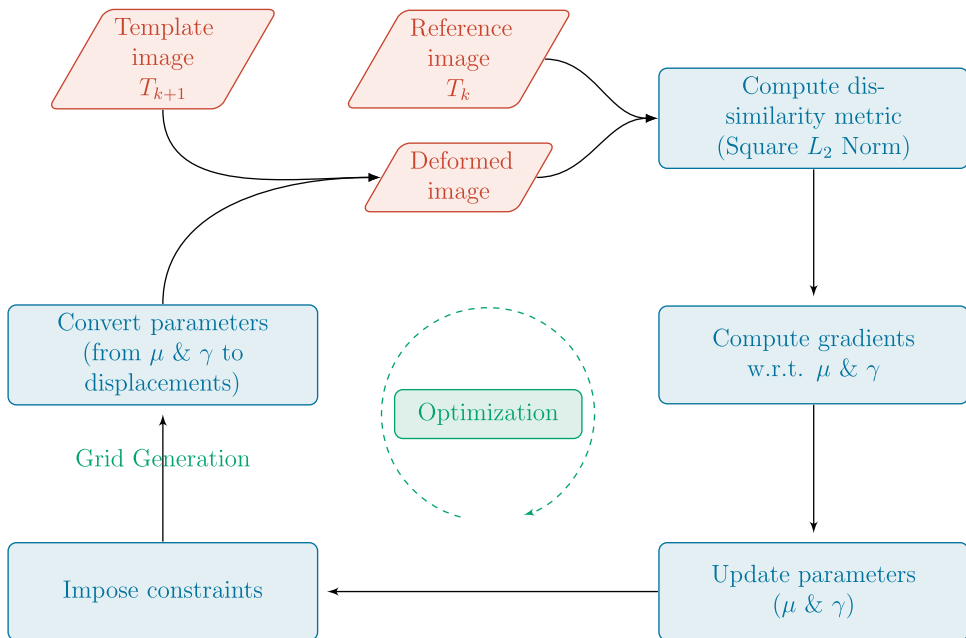 Template
image
T_{k+1}
Reference
image
T_k
Deformed
image
Compute dis-
similarity metric
(Square L_2 Norm)
Convert parameters
(from μ & γ to
displacements)
Compute gradients
w.r.t. μ & γ
Optimization
Grid Generation
Impose constraints
Update parameters
(μ & γ)